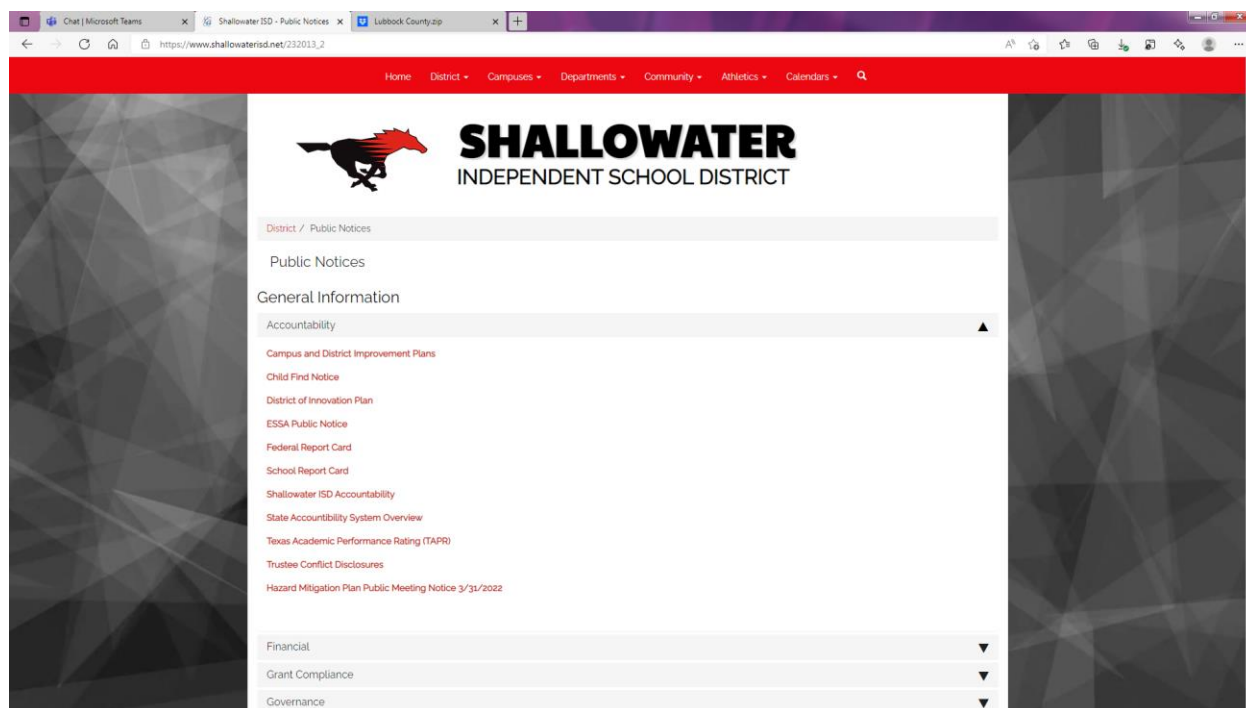 Chat | Microsoft Teams
Shallowater ISD - Public Notices
Lubbock County.zip
https://www.shallowaterisd.net/232013_2
Home District Campuses Departments Community Athletics Calendars
SHALLOWATER
INDEPENDENT SCHOOL DISTRICT
District / Public Notices
Public Notices
General Information
Accountability
Campus and District Improvement Plans
Child Find Notice
District of Innovation Plan
ESSA Public Notice
Federal Report Card
School Report Card
Shallowater ISD Accountability
State Accountibility System Overview
Texas Academic Performance Rating (TAPR)
Trustee Conflict Disclosures
Hazard Mitigation Plan Public Meeting Notice 3/31/2022
Financial
Grant Compliance
Governance